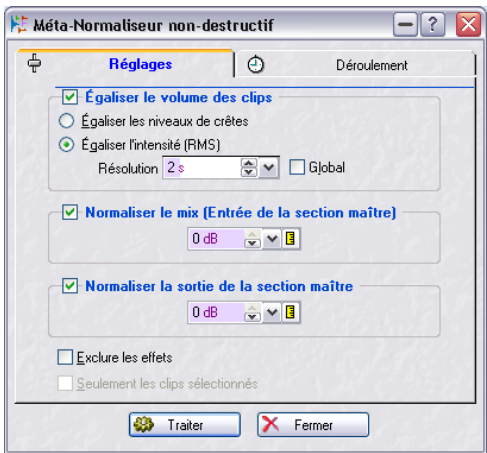 Méta-Normaliseur non-destructif
Réglages
Déroulement
Égaliser le volume des clips
Égaliser les niveaux de crêtes
Égaliser l'intensité (RMS)
Résolution 2 s Global
Normaliser le mix (Entrée de la section maître)
0 dB
Normaliser la sortie de la section maître
0 dB
Exclure les effets
Seulement les clips sélectionnés
Traiter Fermer